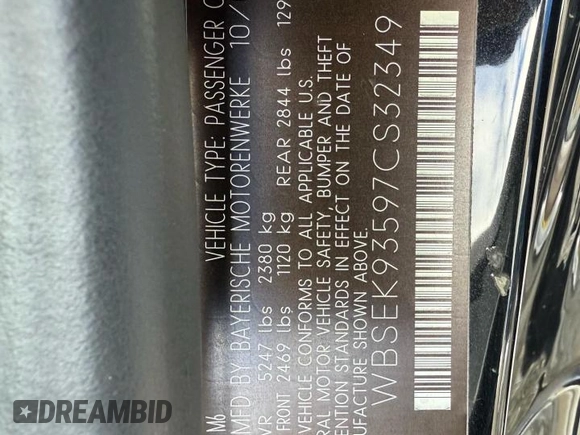 VEHICLE TYPE: PASSENGER
M6
MFD. BY BAYERISCHE MOTORENWERKE 10/
VR 5247 lbs 2380 kg
FRONT 2469 lbs 1120 kg REAR 2844 lbs 129
VEHICLE CONFORMS TO ALL APPLICABLE U.S.
RAL MOTOR VEHICLE SAFETY, BUMPER AND THEFT
ENTION STANDARDS IN EFFECT ON THE DATE OF
UFACTURE SHOWN ABOVE.
WBSEK93597CS32349
DREAMBID